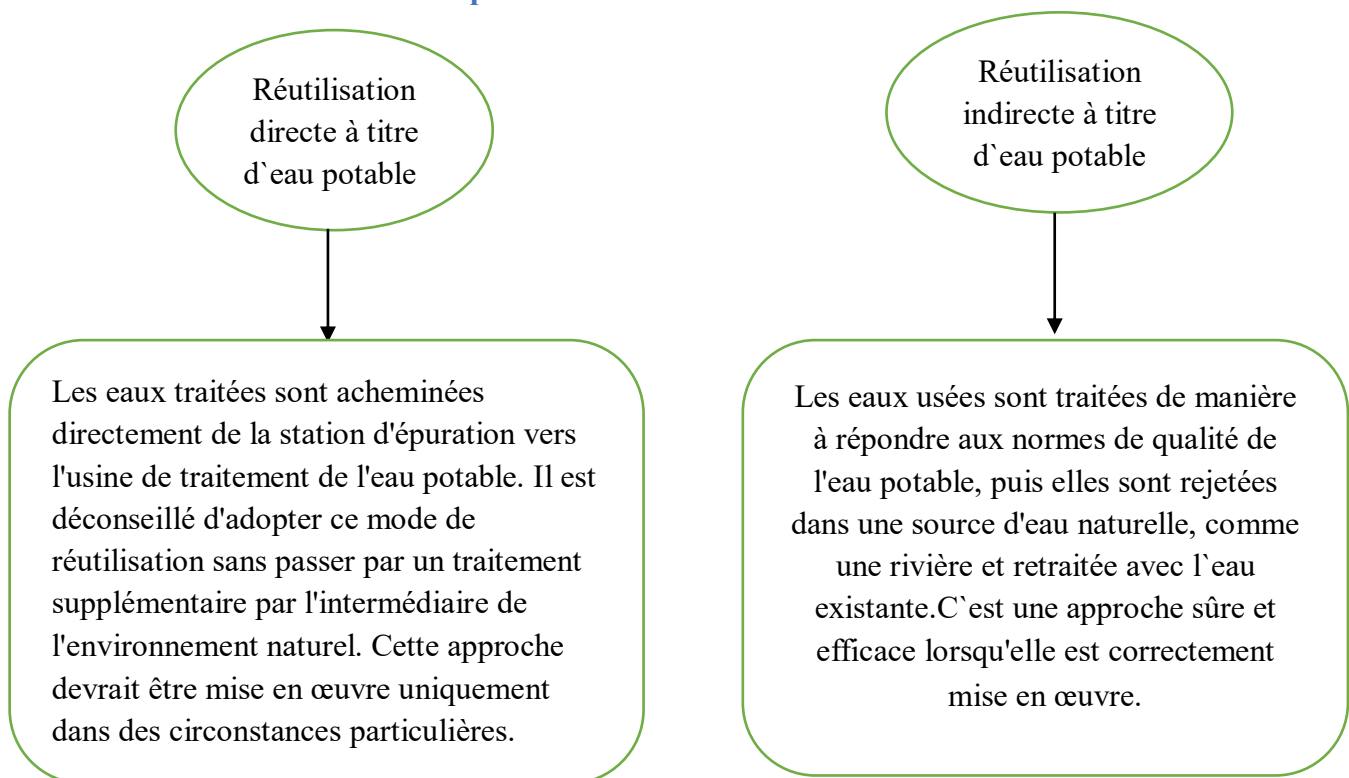 Réutilisation
directe à titre
d`eau potable
Les eaux traitées sont acheminées
directement de la station d'épuration vers
l'usine de traitement de l'eau potable. Il est
déconseillé d'adopter ce mode de
réutilisation sans passer par un traitement
supplémentaire par l'intermédiaire de
l'environnement naturel. Cette approche
devrait être mise en œuvre uniquement
dans des circonstances particulières.
Réutilisation
indirecte à titre
d`eau potable
Les eaux usées sont traitées de manière
à répondre aux normes de qualité de
l'eau potable, puis elles sont rejetées
dans une source d'eau naturelle, comme
une rivière et retraitée avec l`eau
existante.C`est une approche sûre et
efficace lorsqu'elle est correctement
mise en œuvre.